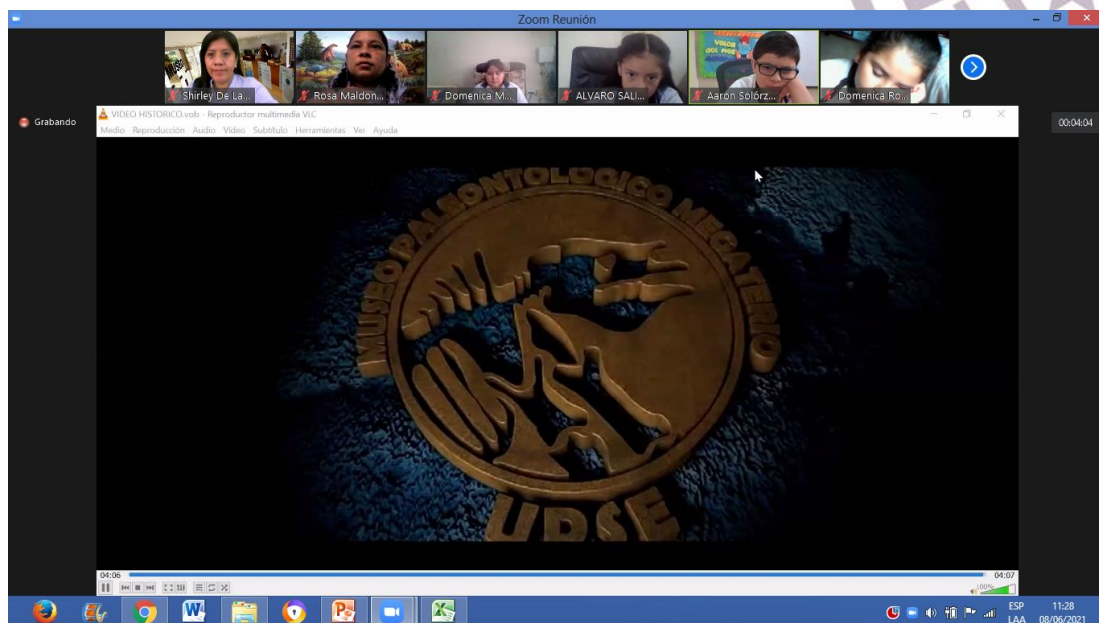 Zoom Reunión
Shirley De La...
Rosa Maldon...
Domenica M...
ALVARO SALI...
Aarón Solórz...
Domenica Ro...
Grabando
00:04:04
VIDEO HISTORICO.vob - Reproductor multimedia VLC
Medio Reproducción Audio Video Subtítulo Herramientas Ver Ayuda
MUSEO PALEONTOLÓGICO MEGATERIO
UPSE
04:06
04:07
100%
ESP
LAA
11:28
08/06/2021